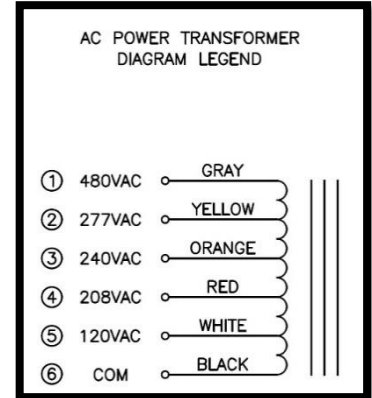 AC POWER TRANSFORMER
DIAGRAM LEGEND
① 480VAC GRAY
② 277VAC YELLOW
③ 240VAC ORANGE
④ 208VAC RED
⑤ 120VAC WHITE
⑥ COM BLACK